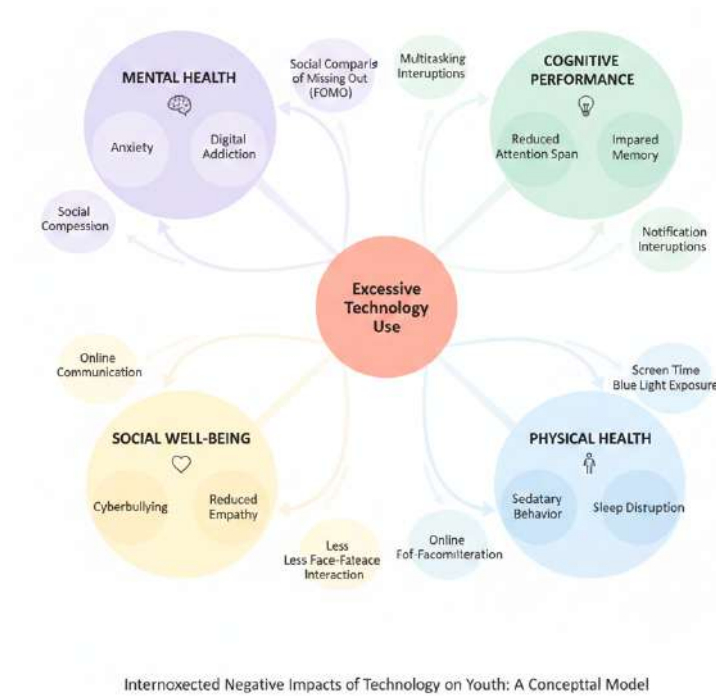 Social Comparis
of Missing Out
(FOMO)
Multitasking
Interuptions
MENTAL HEALTH
Anxiety
Digital
Addiction
COGNITIVE
PERFORMANCE
Reduced
Attention Span
Impared
Memory
Social
Compession
Notification
Interuptions
Excessive
Technology
Use
Online
Communication
Screen Time
Blue Light Exposure
SOCIAL WELL-BEING
Cyberbullying
Reduced
Empathy
PHYSICAL HEALTH
Sedatary
Behavior
Sleep Disruption
Less
Less Face-Fateace
Interaction
Online
Fof-Facomilteration
Internoxected Negative Impacts of Technology on Youth: A Concepttal Model